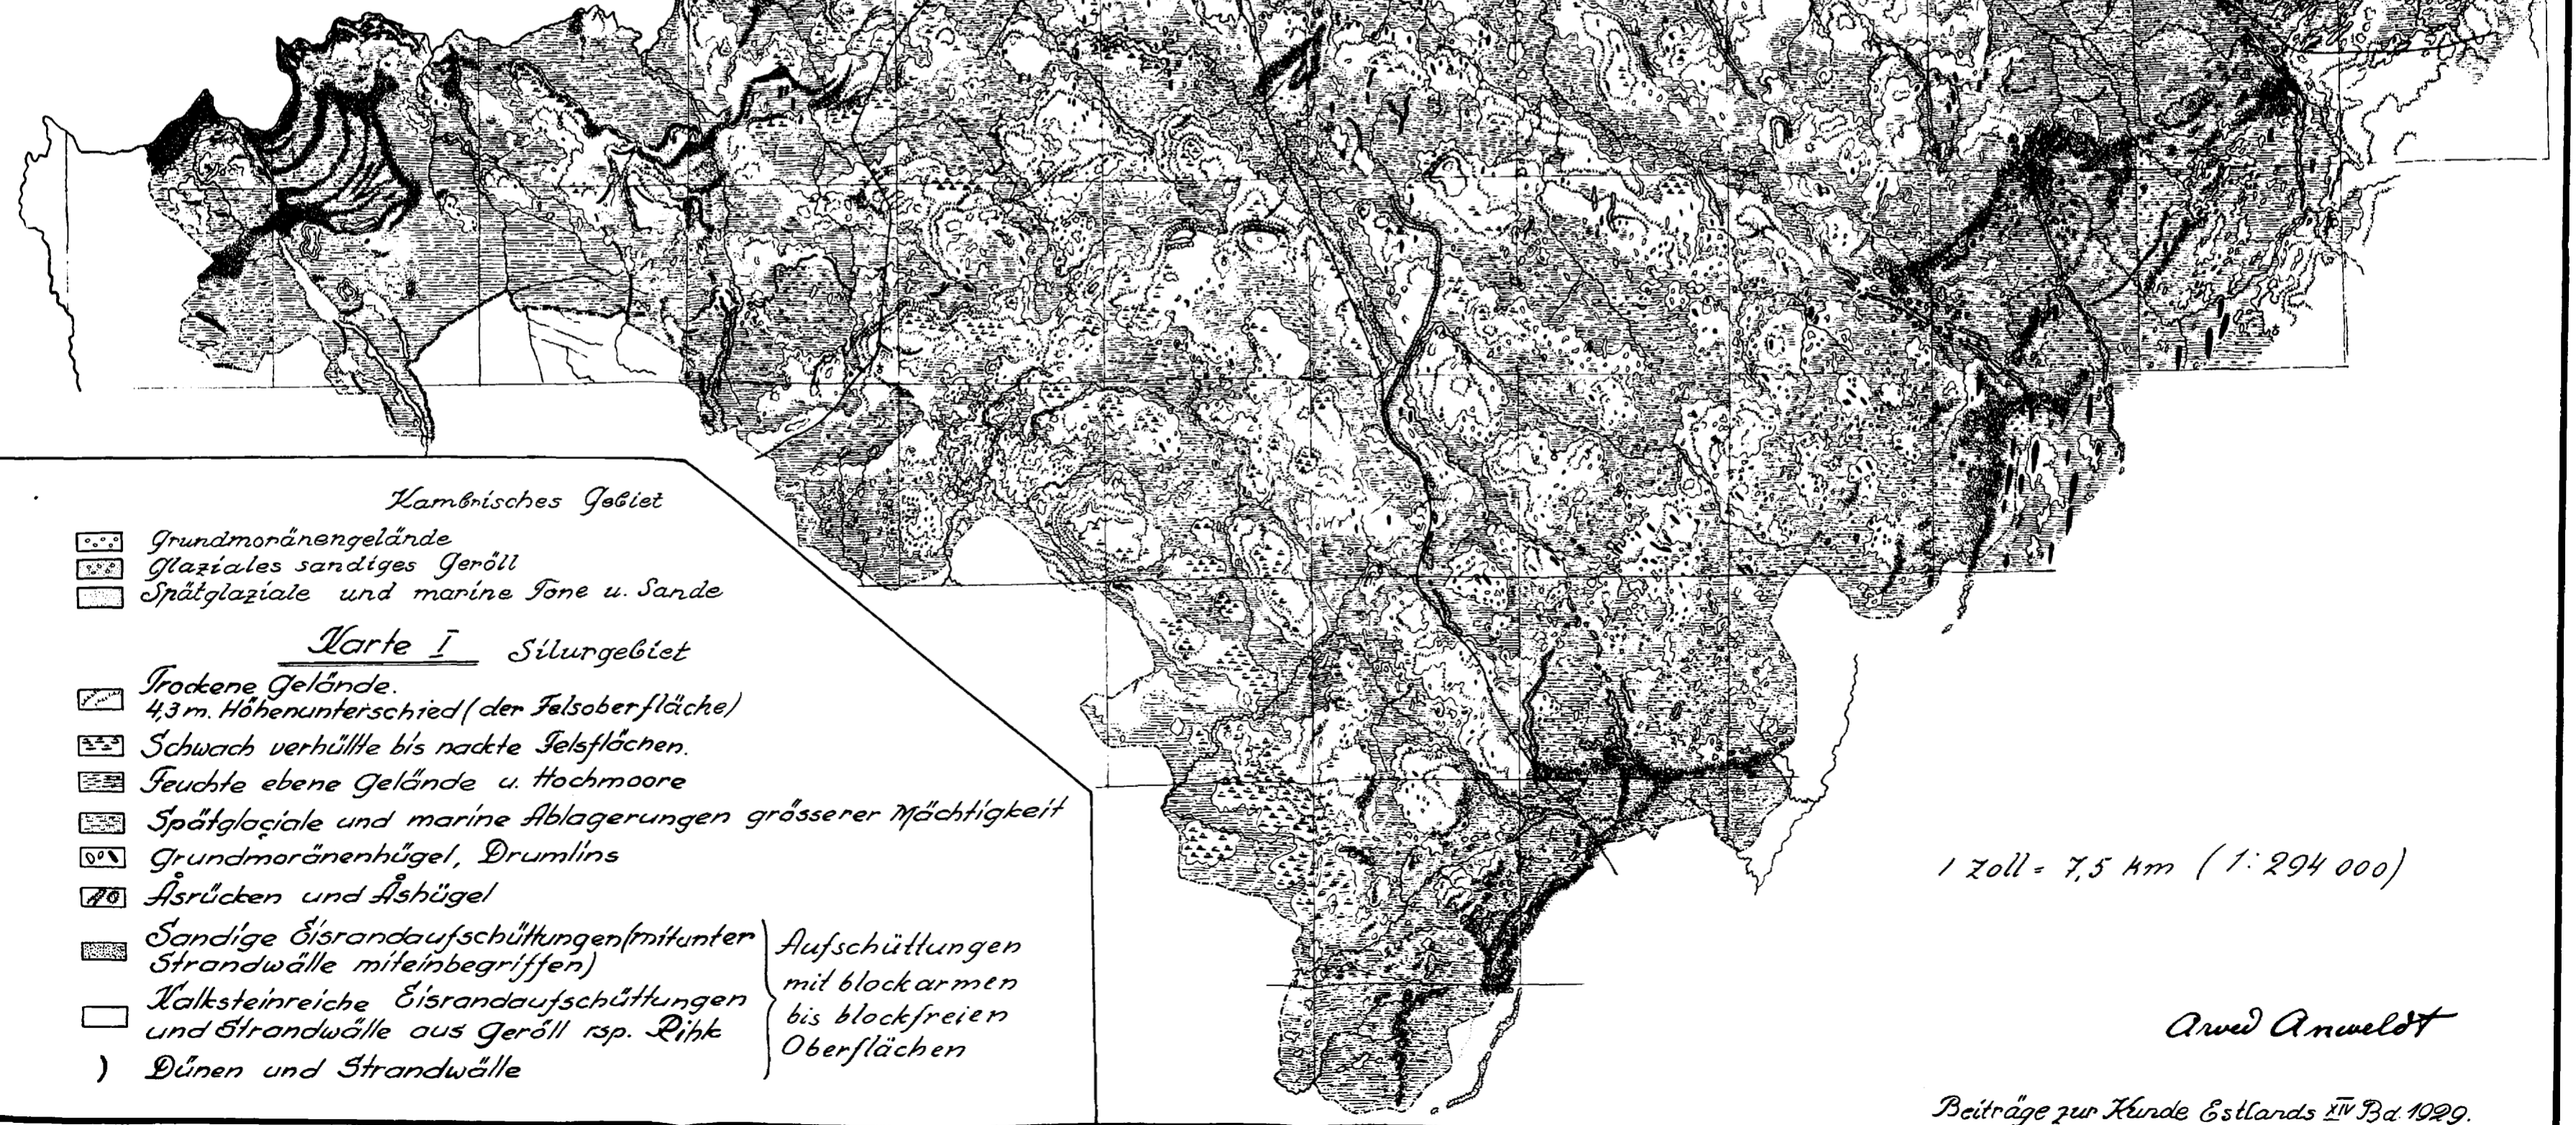 Kambrisches Gebiet
Grundmoränengelände
Glaziales sandiges Geröll
Spätglaziale und marine Tone u. Sande
Karte I Silurgebiet
Trockene Gelände.
4,3 m. Höhenunterschied (der Felsoberfläche)
Schwach verhüllte bis nackte Felsflächen.
Feuchte ebene Gelände u. Hochmoore
Spätglaciale und marine Ablagerungen grösserer Mächtigkeit
Grundmoränenhügel, Drumlins
Åsrücken und Åshügel
Sandige Eisrandaufschüttungen (mitunter
Strandwälle miteinbegriffen)
Kalksteinreiche Eisrandaufschüttungen
und Strandwälle aus Geröll rsp. Rihk
Dünen und Strandwälle
Aufschüttungen
mit blockarmen
bis blockfreien
Oberflächen
1 Zoll = 7,5 km (1:294 000)
Arved Anweldt
Beiträge zur Kunde Estlands XIV Bd. 1929.